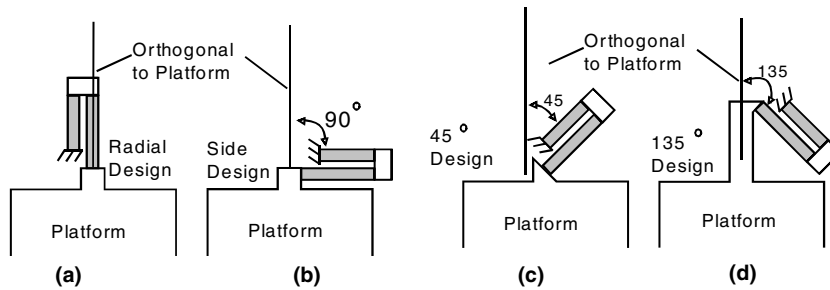 Orthogonal
to Platform
Radial
Design
Platform
(a)
90°
Side
Design
Platform
(b)
Orthogonal
to Platform
45
45°
Design
Platform
(c)
135
135°
Design
Platform
(d)